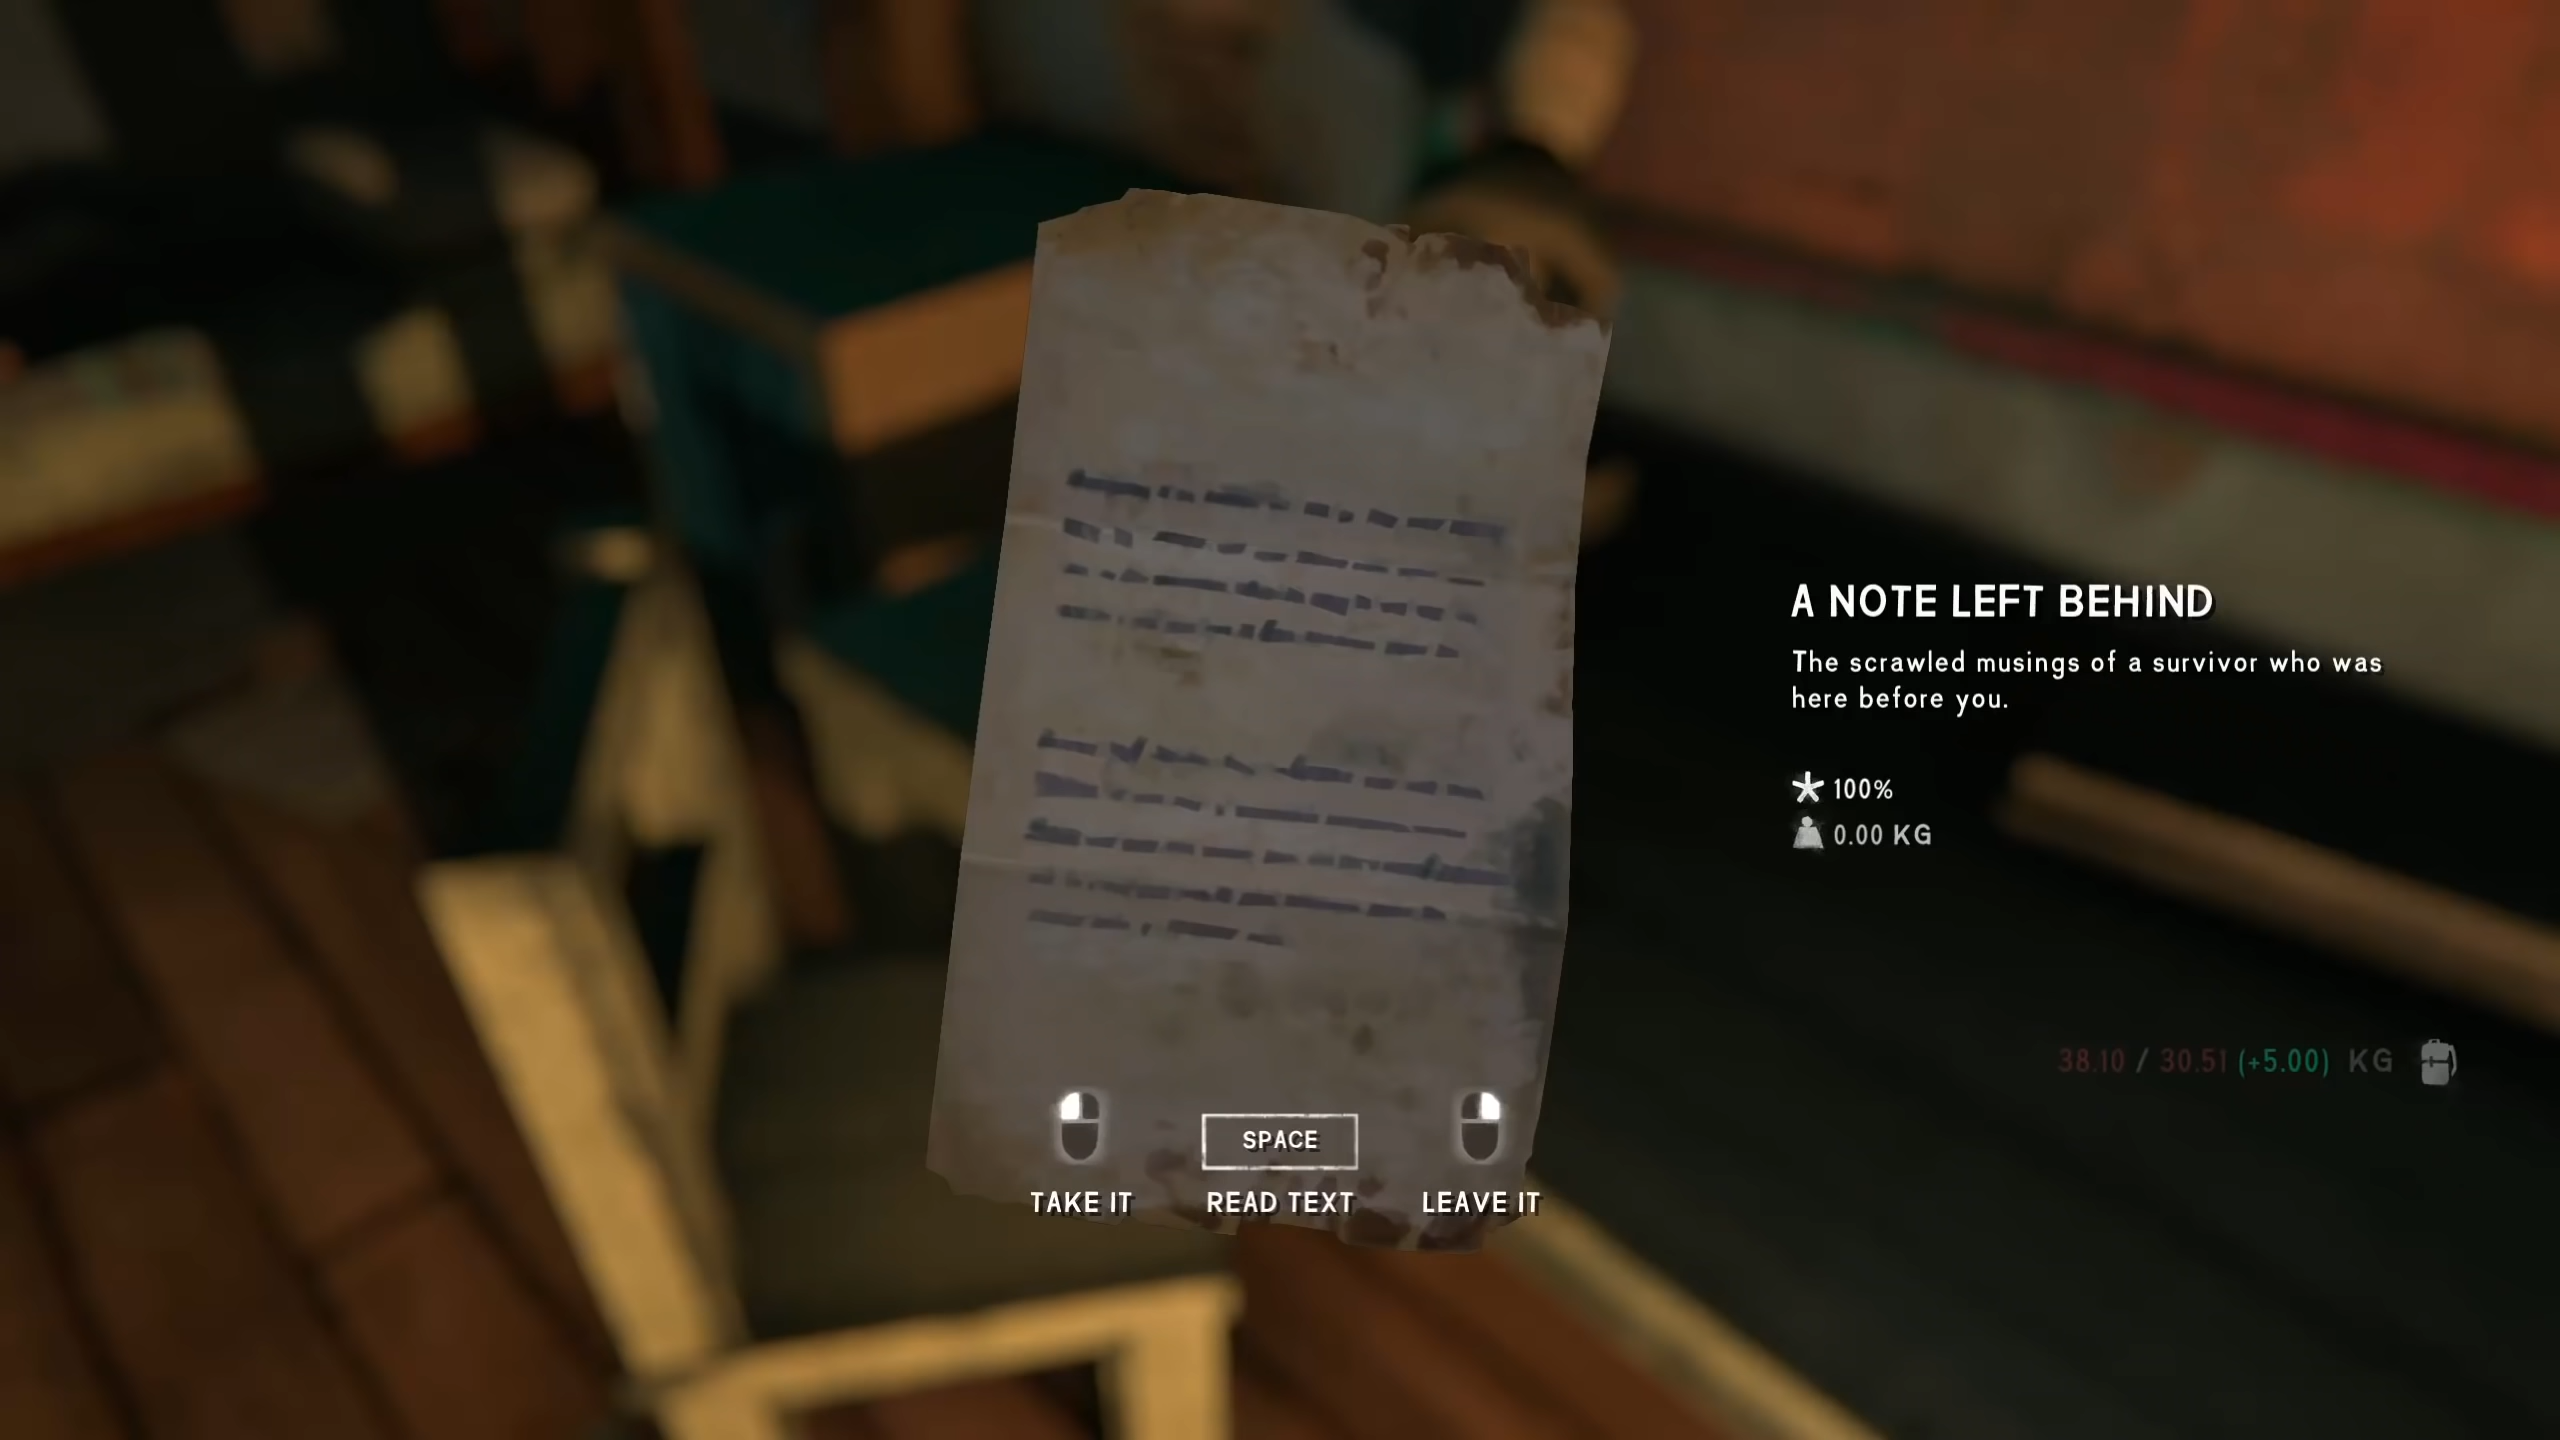 A NOTE LEFT BEHIND
The scrawled musings of a survivor who was
here before you.
100%
0.00 KG
38.10 / 30.51 (+5.00) KG
SPACE
TAKE IT READ TEXT LEAVE IT